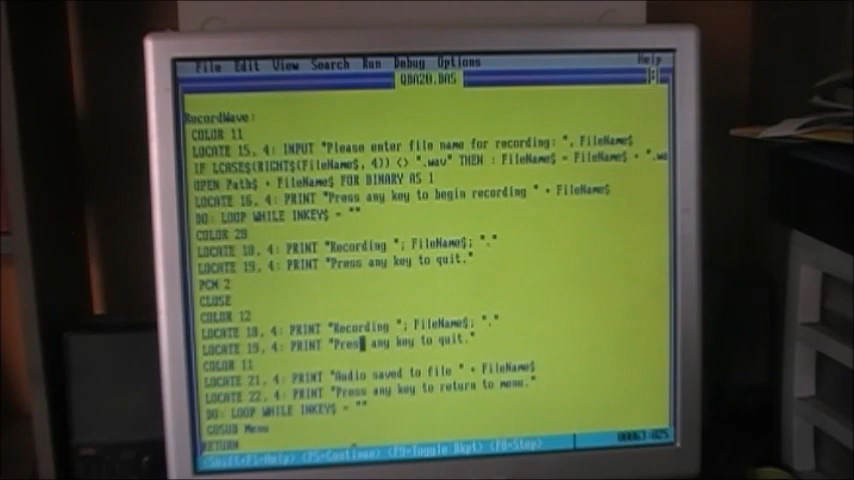 File Edit View Search Run Debug Options Help
QBA20.BAS
RecordWave:
COLOR 11
LOCATE 15, 4: INPUT "Please enter file name for recording: ", FileName$
IF LCASE$(RIGHT$(FileName$, 4)) <> ".wav" THEN : FileName$ = FileName$ + ".wa
OPEN Path$ + FileName$ FOR BINARY AS 1
LOCATE 16, 4: PRINT "Press any key to begin recording " + FileName$
DO: LOOP WHILE INKEY$ = ""
COLOR 28
LOCATE 18, 4: PRINT "Recording "; FileName$; "."
LOCATE 19, 4: PRINT "Press any key to quit."
PCM 2
CLOSE
COLOR 12
LOCATE 18, 4: PRINT "Recording "; FileName$; "."
LOCATE 19, 4: PRINT "Press any key to quit."
COLOR 11
LOCATE 21, 4: PRINT "Audio saved to file " + FileName$
LOCATE 22, 4: PRINT "Press any key to return to menu."
DO: LOOP WHILE INKEY$ = ""
GOSUB Menu
RETURN
<Shift+F1=Help> <F5=Continue> <F9=Toggle Bkpt> <F8=Step> 00063:025